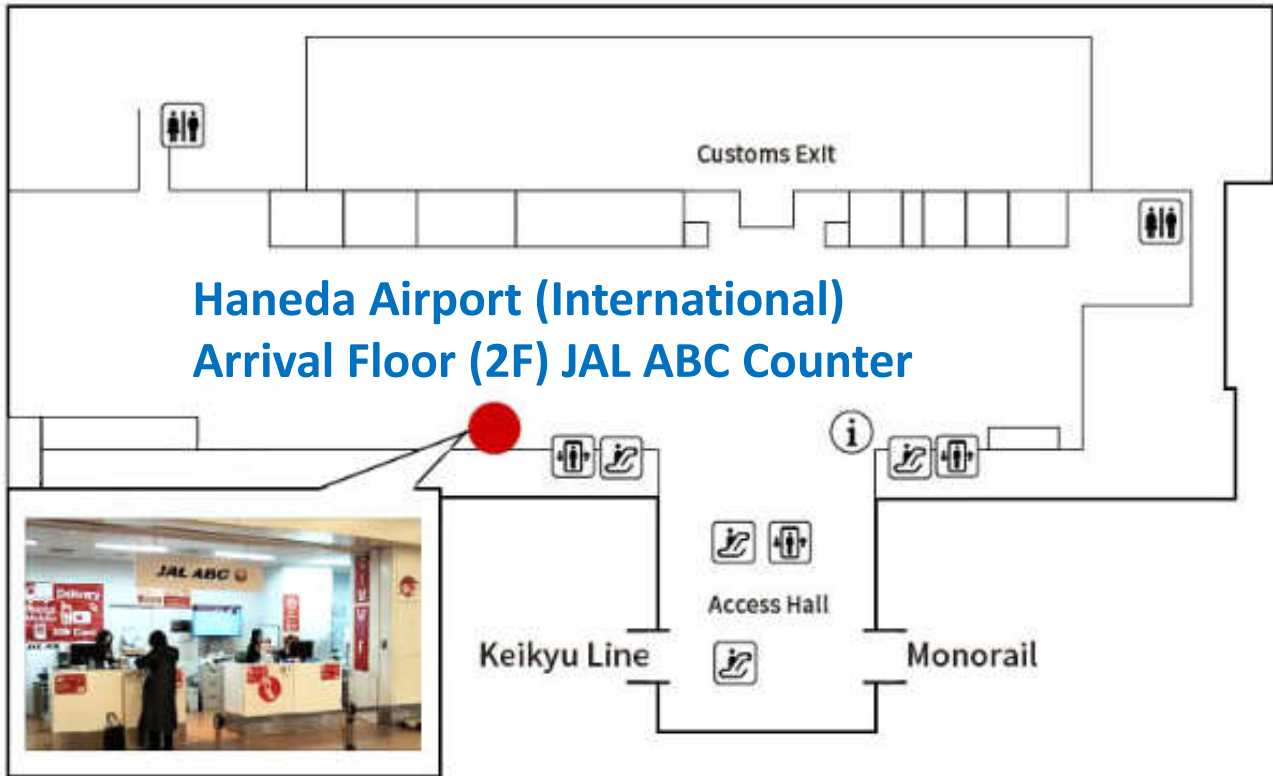 Customs Exit
Haneda Airport (International)
Arrival Floor (2F) JAL ABC Counter
i
Access Hall
Keikyu Line
Monorail
JAL ABC
Delivery